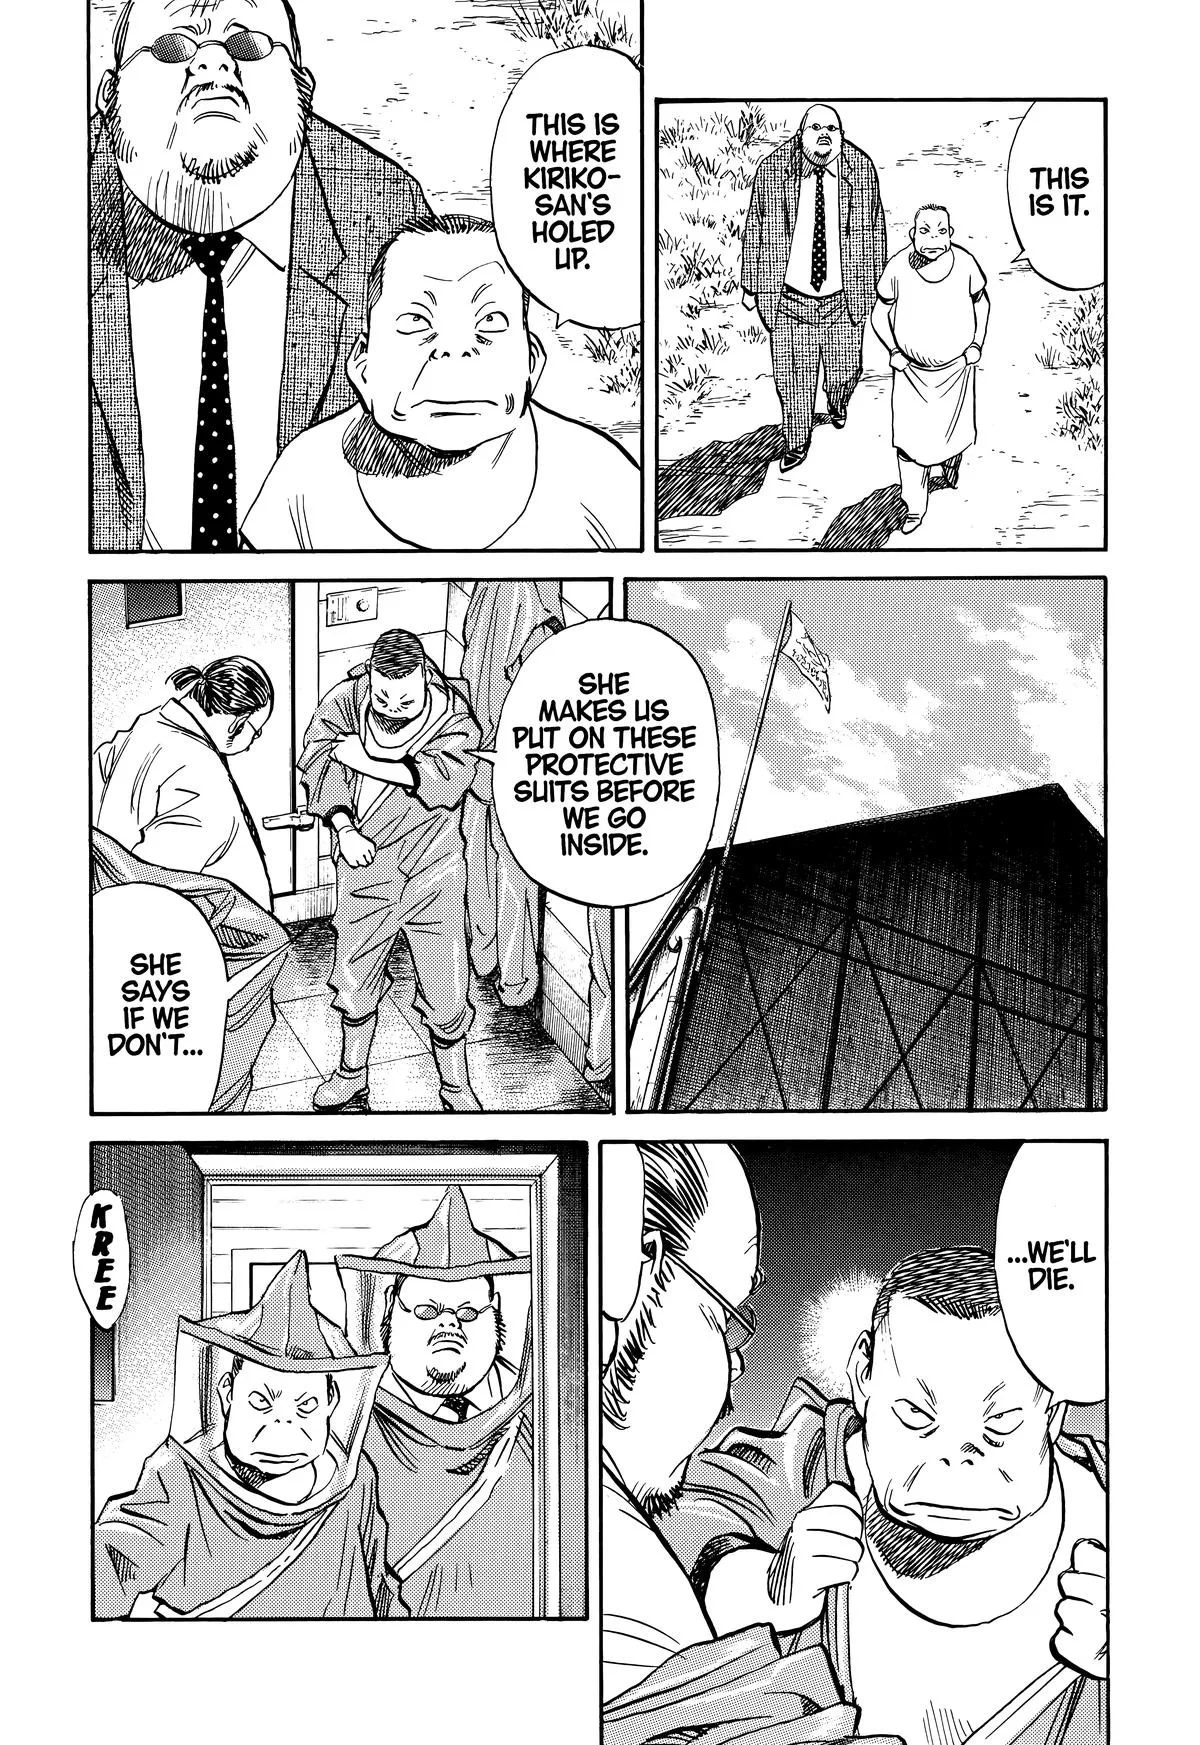 THIS
IS IT.
THIS IS
WHERE
KIRIKO-
SAN'S
HOLED
UP.
SHE
MAKES US
PUT ON THESE
PROTECTIVE
SUITS BEFORE
WE GO
INSIDE.
SHE
SAYS
IF WE
DON'T...
...WE'LL
DIE.
KREE